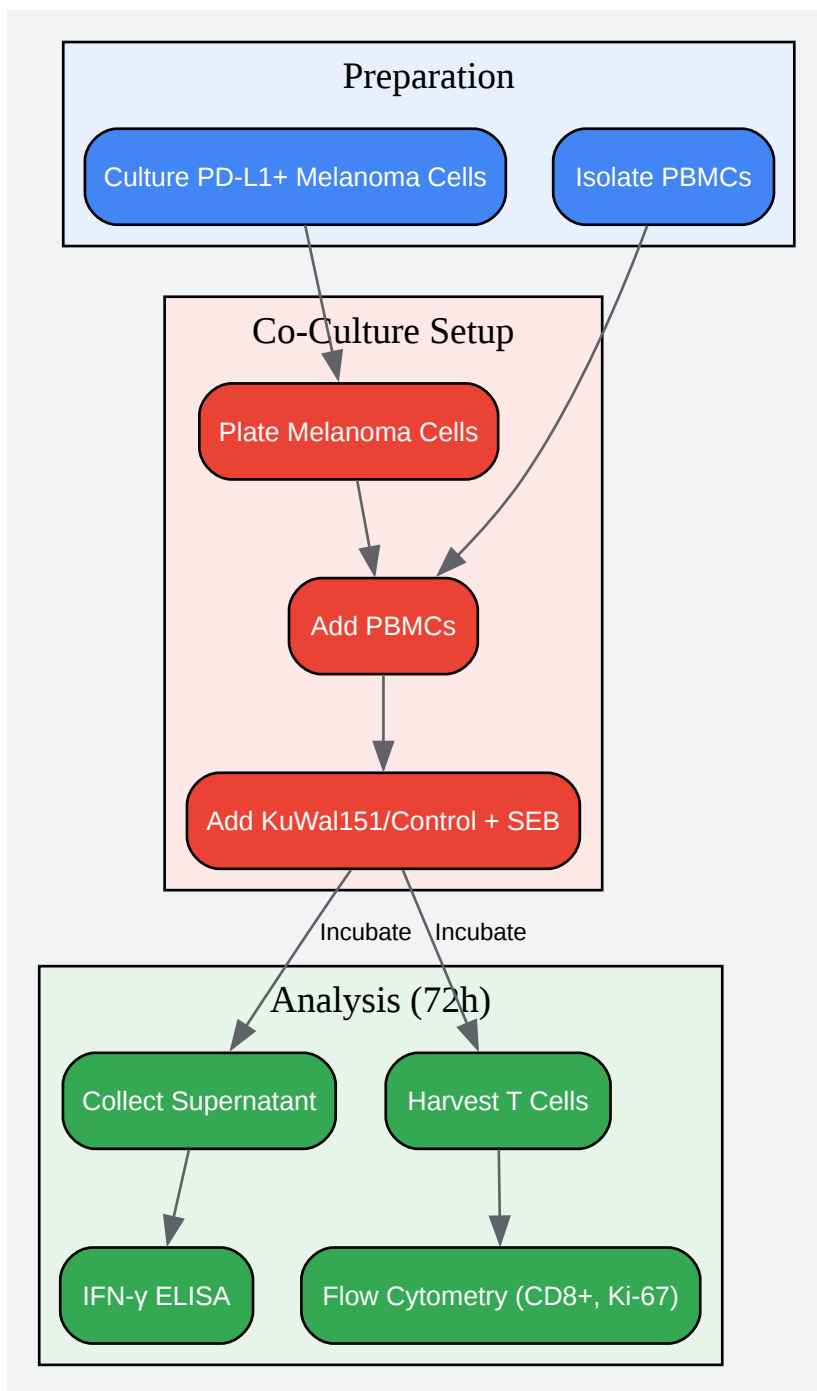 Preparation
Culture PD-L1+ Melanoma Cells
Isolate PBMCs
Co-Culture Setup
Plate Melanoma Cells
Add PBMCs
Add KuWal151/Control + SEB
Incubate
Incubate
Analysis (72h)
Collect Supernatant
Harvest T Cells
IFN-γ ELISA
Flow Cytometry (CD8+, Ki-67)